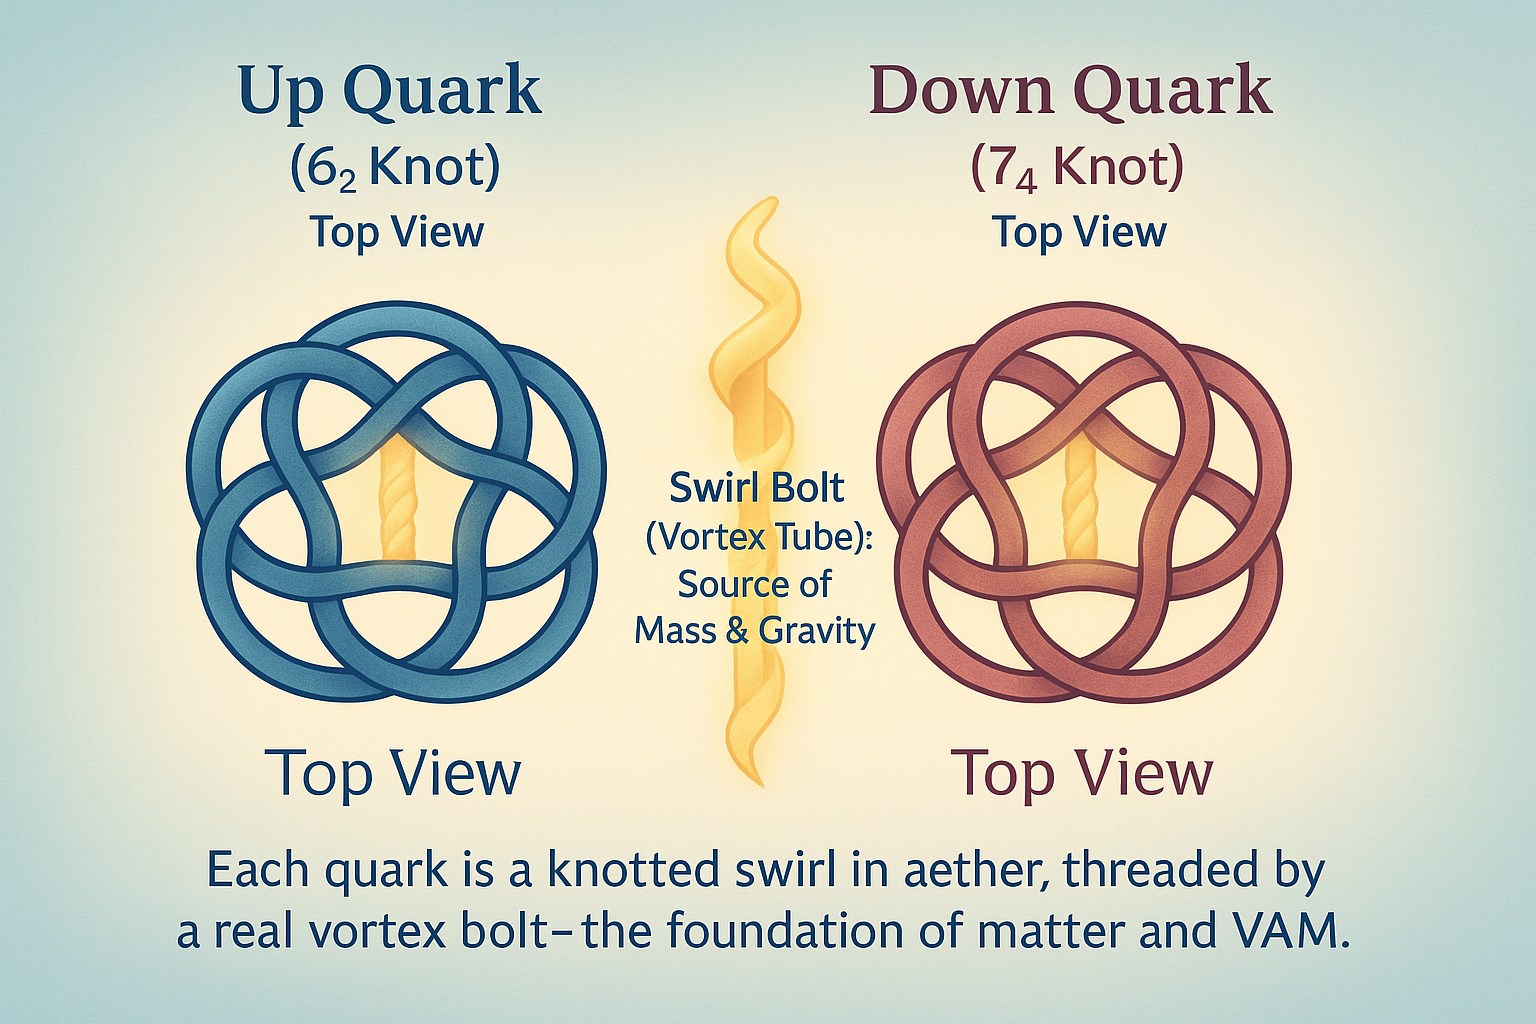 Up Quark
(6₂ Knot)
Top View
Down Quark
(7₄ Knot)
Top View
Swirl Bolt
(Vortex Tube):
Source of
Mass & Gravity
Top View
Top View
Each quark is a knotted swirl in aether, threaded by
a real vortex bolt–the foundation of matter and VAM.